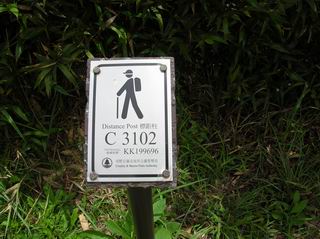 Distance Post 標距柱
C 3102
KK199696
Country & Marine Parks Authority